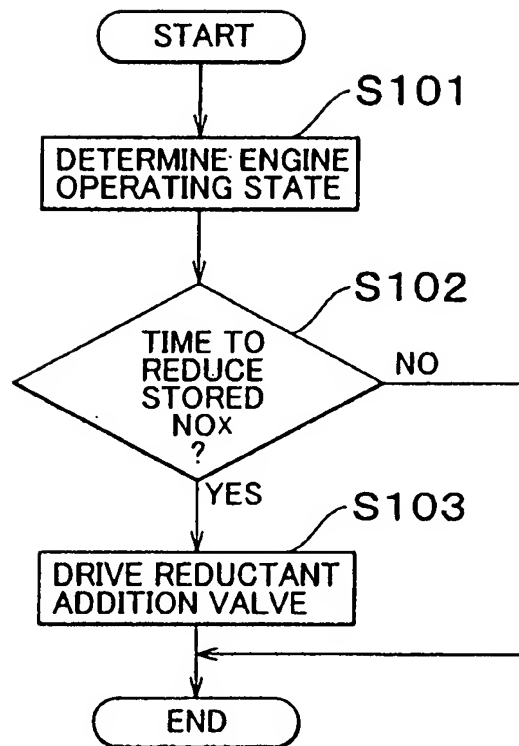 START
S101
DETERMINE ENGINE
OPERATING STATE
S102
TIME TO
REDUCE
STORED
NOx
?
NO
YES
S103
DRIVE REDUCTANT
ADDITION VALVE
END